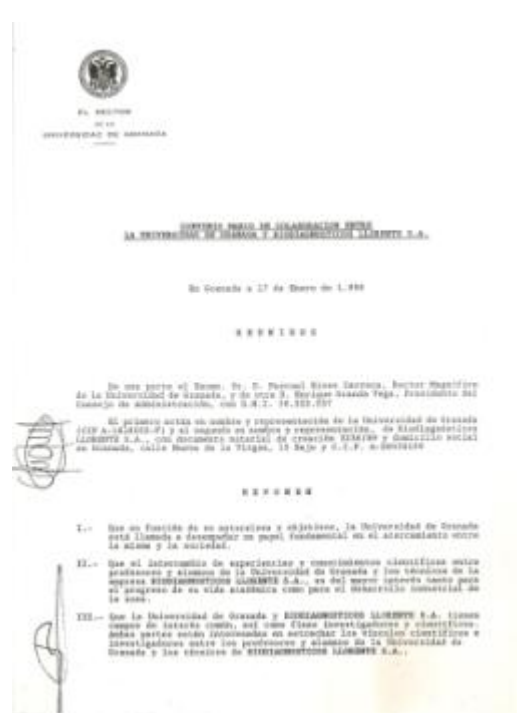 EL RECTOR
DE LA
UNIVERSIDAD DE GRANADA
CONVENIO MARCO DE COLABORACION ENTRE
LA UNIVERSIDAD DE GRANADA Y BIODIAGNOSTICOS LLORENTE S.A.
En Granada a 17 de Enero de
R E U N I D O S
De una parte el Excmo. Sr. D. Pascual Rivas Carrera, Rector Magnífico
de la Universidad de Granada, y de otra D. Enrique Granda Vega, Presidente del
Consejo de Administración, con D.N.I.
El primero actúa en nombre y representación de la Universidad de Granada
y el segundo en nombre y representación, de Biodiagnósticos
LLORENTE S.A., con documento notarial de creación y domicilio social
en Granada, calle Nueva de la Virgen, Bajo y C.I.F.
E X P O N E N
I.- Que en función de su naturaleza y objetivos, la Universidad de Granada
está llamada a desempeñar un papel fundamental en el acercamiento entre
la misma y la sociedad.
II.- Que el intercambio de experiencias y conocimientos científicos entre
profesores y alumnos de la Universidad de Granada y los técnicos de la
empresa BIODIAGNOSTICOS LLORENTE S.A., es del mayor interés tanto para
el progreso de su vida académica como para el desarrollo comercial de
la zona.
III.- Que la Universidad de Granada y BIODIAGNOSTICOS LLORENTE S.A. tienen
campos de interés común, así como fines investigadores y científicos.
Ambas partes están interesadas en estrechar los vínculos científicos e
investigadores entre los profesores y alumnos de la Universidad de
Granada y los técnicos de BIODIAGNOSTICOS LLORENTE S.A.,